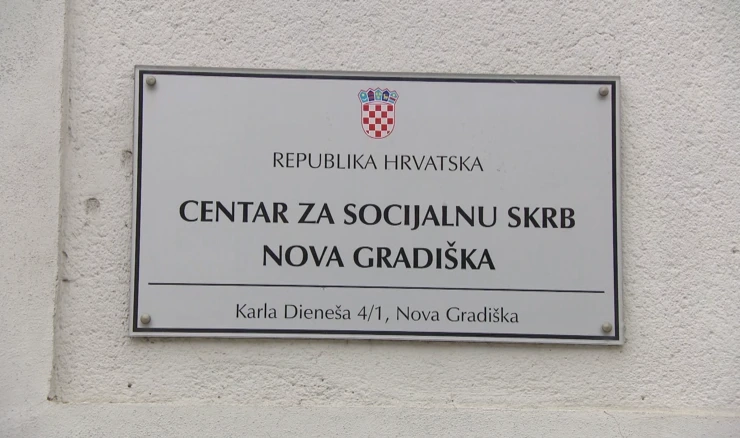 REPUBLIKA HRVATSKA
CENTAR ZA SOCIJALNU SKRB
NOVA GRADIŠKA
Karla Dieneša 4/1, Nova Gradiška